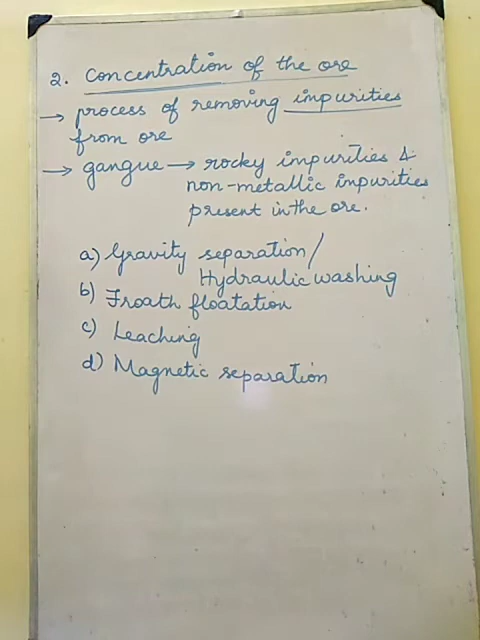 2. Concentration of the ore
→ process of removing impurities
from ore
→ gangue → rocky impurities &
non-metallic impurities
present in the ore.
a) Gravity separation/
Hydraulic washing
b) Froath floatation
c) Leaching
d) Magnetic separation